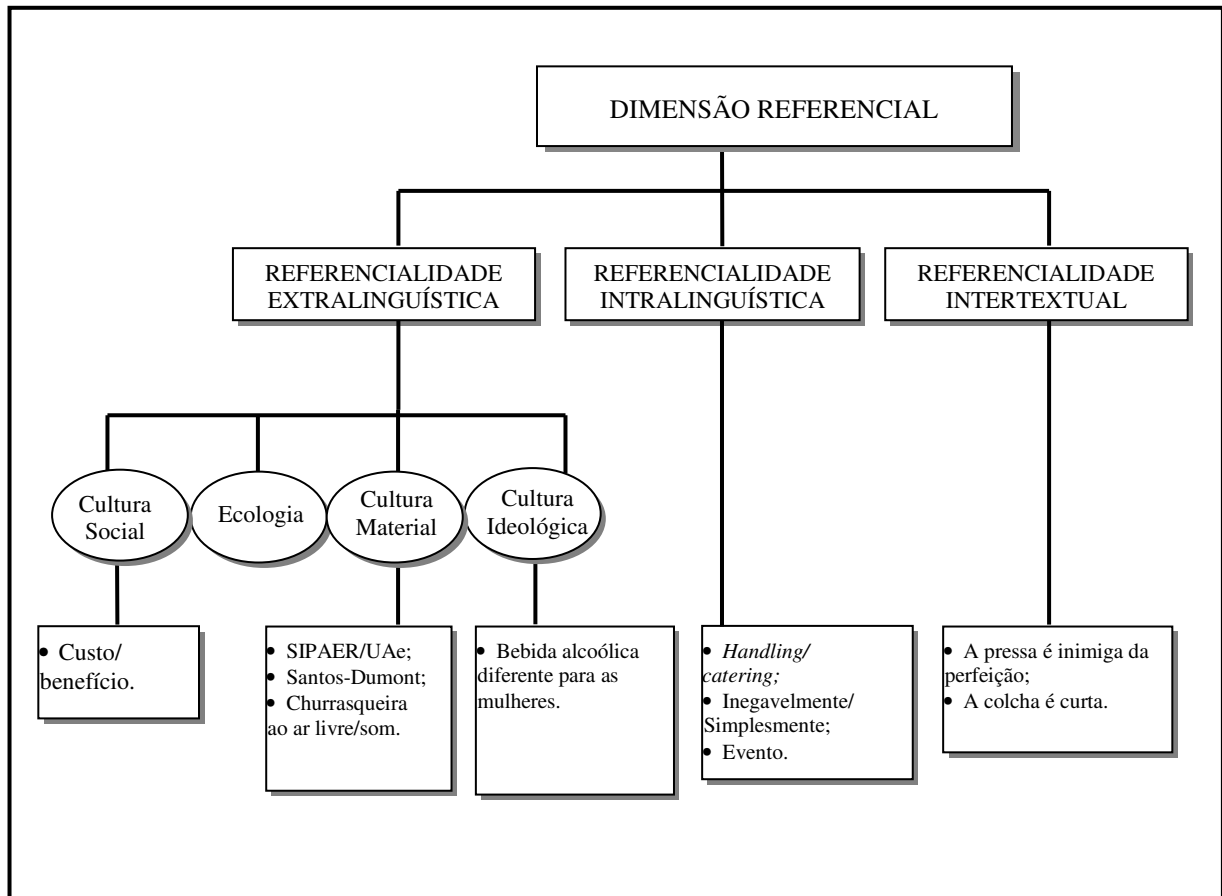 DIMENSÃO REFERENCIAL
REFERENCIALIDADE
EXTRALINGUÍSTICA
REFERENCIALIDADE
INTRALINGUÍSTICA
REFERENCIALIDADE
INTERTEXTUAL
Cultura
Social
Ecologia
Cultura
Material
Cultura
Ideológica
• Custo/
benefício.
• SIPAER/UAe;
• Santos-Dumont;
• Churrasqueira
ao ar livre/som.
• Bebida alcoólica
diferente para as
mulheres.
• Handling/
catering;
• Inegavelmente/
Simplesmente;
• Evento.
• A pressa é inimiga da
perfeição;
• A colcha é curta.